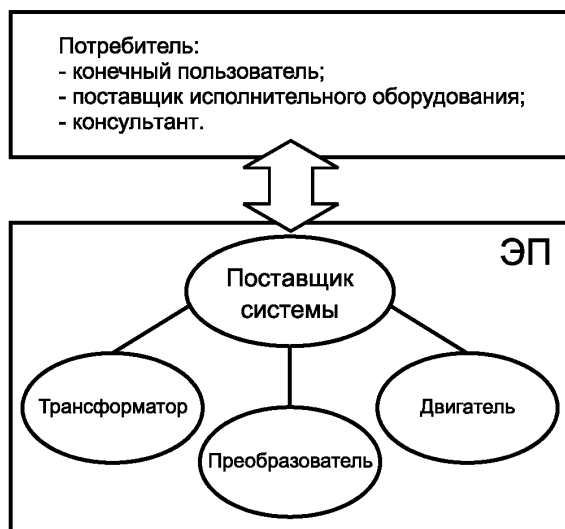 Потребитель:
- конечный пользователь;
- поставщик исполнительного оборудования;
- консультант.
ЭП
Поставщик
системы
Трансформатор
Двигатель
Преобразователь